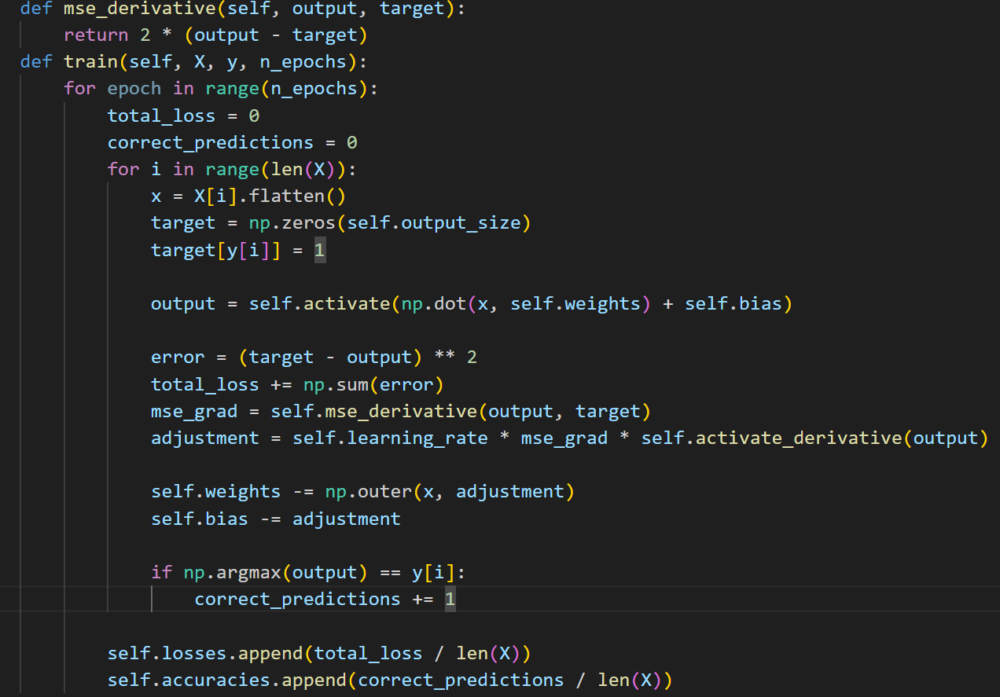 def mse_derivative(self, output, target):
    return 2 * (output - target)
def train(self, X, y, n_epochs):
    for epoch in range(n_epochs):
        total_loss = 0
        correct_predictions = 0
        for i in range(len(X)):
            x = X[i].flatten()
            target = np.zeros(self.output_size)
            target[y[i]] = 1

            output = self.activate(np.dot(x, self.weights) + self.bias)

            error = (target - output) ** 2
            total_loss += np.sum(error)
            mse_grad = self.mse_derivative(output, target)
            adjustment = self.learning_rate * mse_grad * self.activate_derivative(output)

            self.weights -= np.outer(x, adjustment)
            self.bias -= adjustment

            if np.argmax(output) == y[i]:
                correct_predictions += 1

        self.losses.append(total_loss / len(X))
        self.accuracies.append(correct_predictions / len(X))